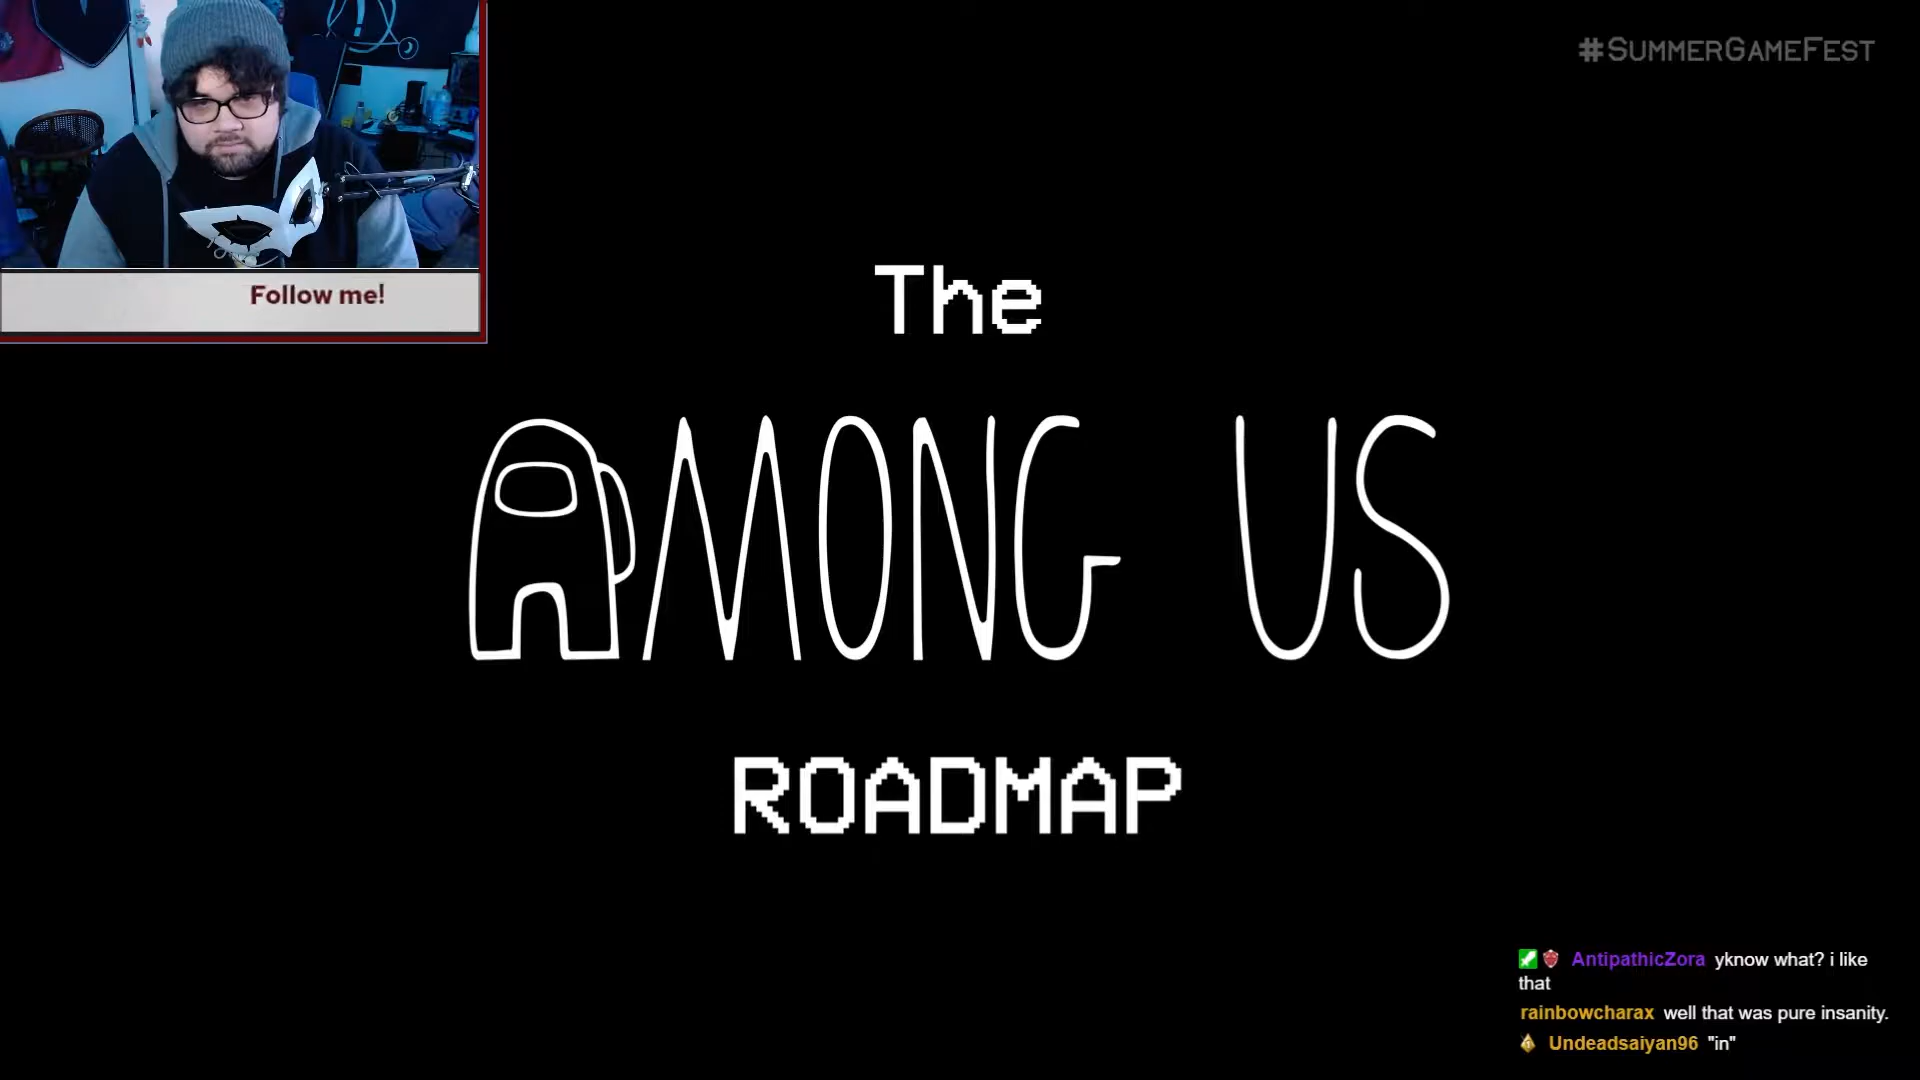 #SUMMERGAMEFEST
Follow me!
The
AMONG US
ROADMAP
AntipathicZora yknow what? i like
that
rainbowcharax well that was pure insanity.
Undeadsaiyan96 "in"